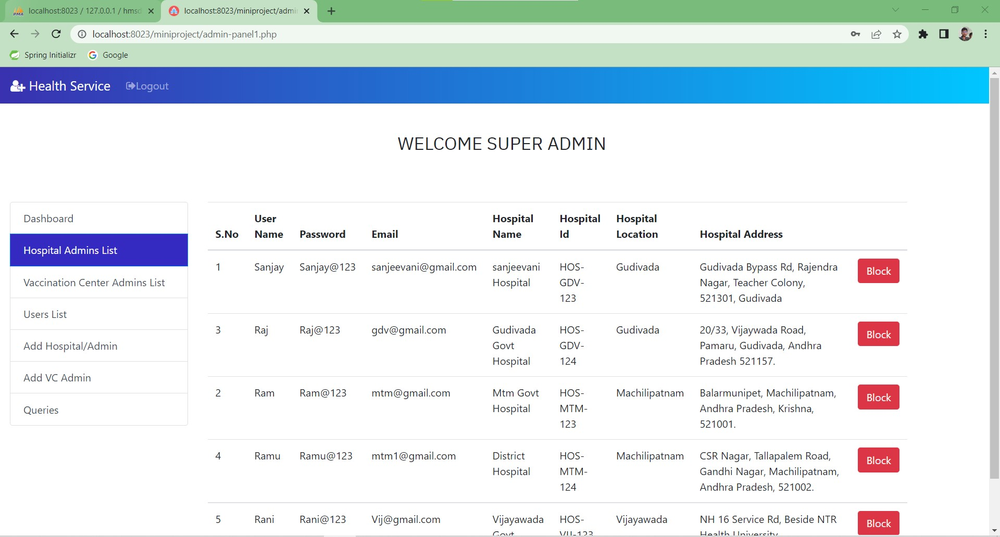 PMA localhost:8023 / 127.0.0.1 / hmsd
localhost:8023/miniproject/admin
localhost:8023/miniproject/admin-panel1.php
Spring Initializr Google
Health Service Logout
WELCOME SUPER ADMIN
Dashboard
Hospital Admins List
Vaccination Center Admins List
Users List
Add Hospital/Admin
Add VC Admin
Queries
User Hospital Hospital Hospital
S.No Name Password Email Name Id Location Hospital Address
1 Sanjay Sanjay@123 sanjeevani@gmail.com sanjeevani HOS- Gudivada Gudivada Bypass Rd, Rajendra Block
Hospital GDV- Nagar, Teacher Colony,
123 521301, Gudivada
3 Raj Raj@123 gdv@gmail.com Gudivada HOS- Gudivada 20/33, Vijaywada Road, Block
Govt GDV- Pamaru, Gudivada, Andhra
Hospital 124 Pradesh 521157.
2 Ram Ram@123 mtm@gmail.com Mtm Govt HOS- Machilipatnam Balarmunipet, Machilipatnam, Block
Hospital MTM- Andhra Pradesh, Krishna,
123 521001.
4 Ramu Ramu@123 mtm1@gmail.com District HOS- Machilipatnam CSR Nagar, Tallapalem Road, Block
Hospital MTM- Gandhi Nagar, Machilipatnam,
124 Andhra Pradesh, 521002.
5 Rani Rani@123 Vij@gmail.com Vijayawada HOS- Vijayawada NH 16 Service Rd, Beside NTR Block
Govt VIJ-123 Health University